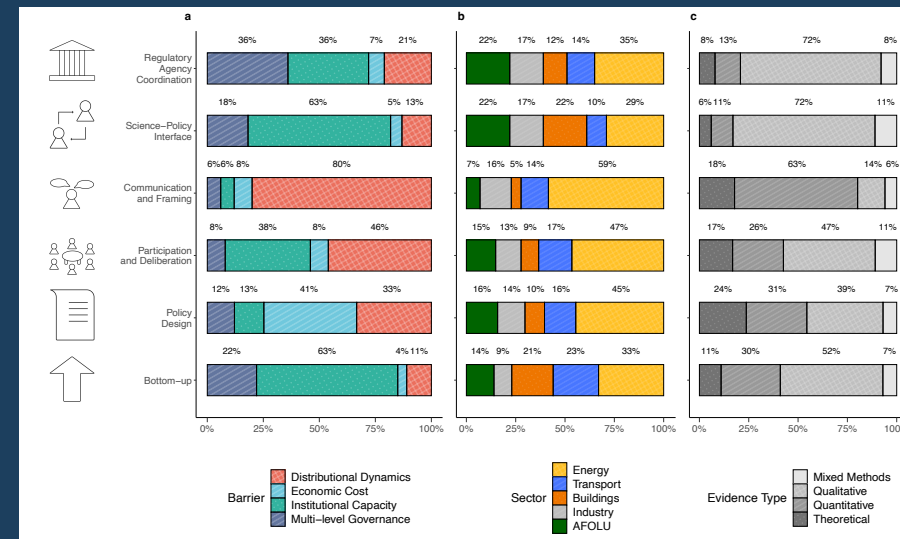 a
b
c
36% 36% 7% 21%
22% 17% 12% 14% 35%
8% 13% 72% 8%
Regulatory
Agency
Coordination
18% 63% 5% 13%
22% 17% 22% 10% 29%
6% 11% 72% 11%
Science−Policy
Interface
6% 6% 8% 80%
7% 16% 5% 14% 59%
18% 63% 14% 6%
Communication
and Framing
8% 38% 8% 46%
15% 13% 9% 17% 47%
17% 26% 47% 11%
Participation
and Deliberation
12% 13% 41% 33%
16% 14% 10% 16% 45%
24% 31% 39% 7%
Policy
Design
22% 63% 4% 11%
14% 9% 21% 23% 33%
11% 30% 52% 7%
Bottom−up
0% 25% 50% 75% 100%
0% 25% 50% 75% 100%
0% 25% 50% 75% 100%
Barrier
Distributional Dynamics
Economic Cost
Institutional Capacity
Multi−level Governance
Sector
Energy
Transport
Buildings
Industry
AFOLU
Evidence Type
Mixed Methods
Qualitative
Quantitative
Theoretical